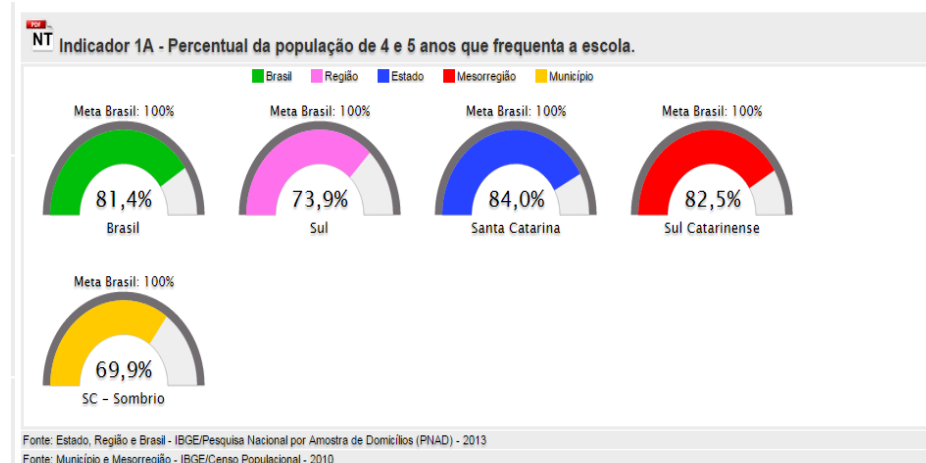 PDF
NT Indicador 1A - Percentual da população de 4 e 5 anos que frequenta a escola.
Brasil Região Estado Mesorregião Município
Meta Brasil: 100% Meta Brasil: 100% Meta Brasil: 100% Meta Brasil: 100%
81,4% 73,9% 84,0% 82,5%
Brasil Sul Santa Catarina Sul Catarinense
Meta Brasil: 100%
69,9%
SC - Sombrio
Fonte: Estado, Região e Brasil - IBGE/Pesquisa Nacional por Amostra de Domicílios (PNAD) - 2013
Fonte: Município e Mesorregião - IBGE/Censo Populacional - 2010